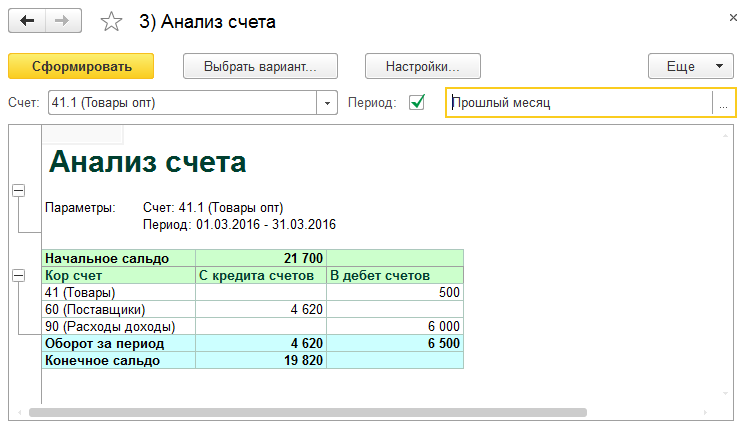 3) Анализ счета
Сформировать Выбрать вариант... Настройки... Еще
Счет: 41.1 (Товары опт) Период: Прошлый месяц ...
Анализ счета
Параметры: Счет: 41.1 (Товары опт)
Период: 01.03.2016 - 31.03.2016
Начальное сальдо 21 700
Кор счет С кредита счетов В дебет счетов
41 (Товары) 500
60 (Поставщики) 4 620
90 (Расходы доходы) 6 000
Оборот за период 4 620 6 500
Конечное сальдо 19 820